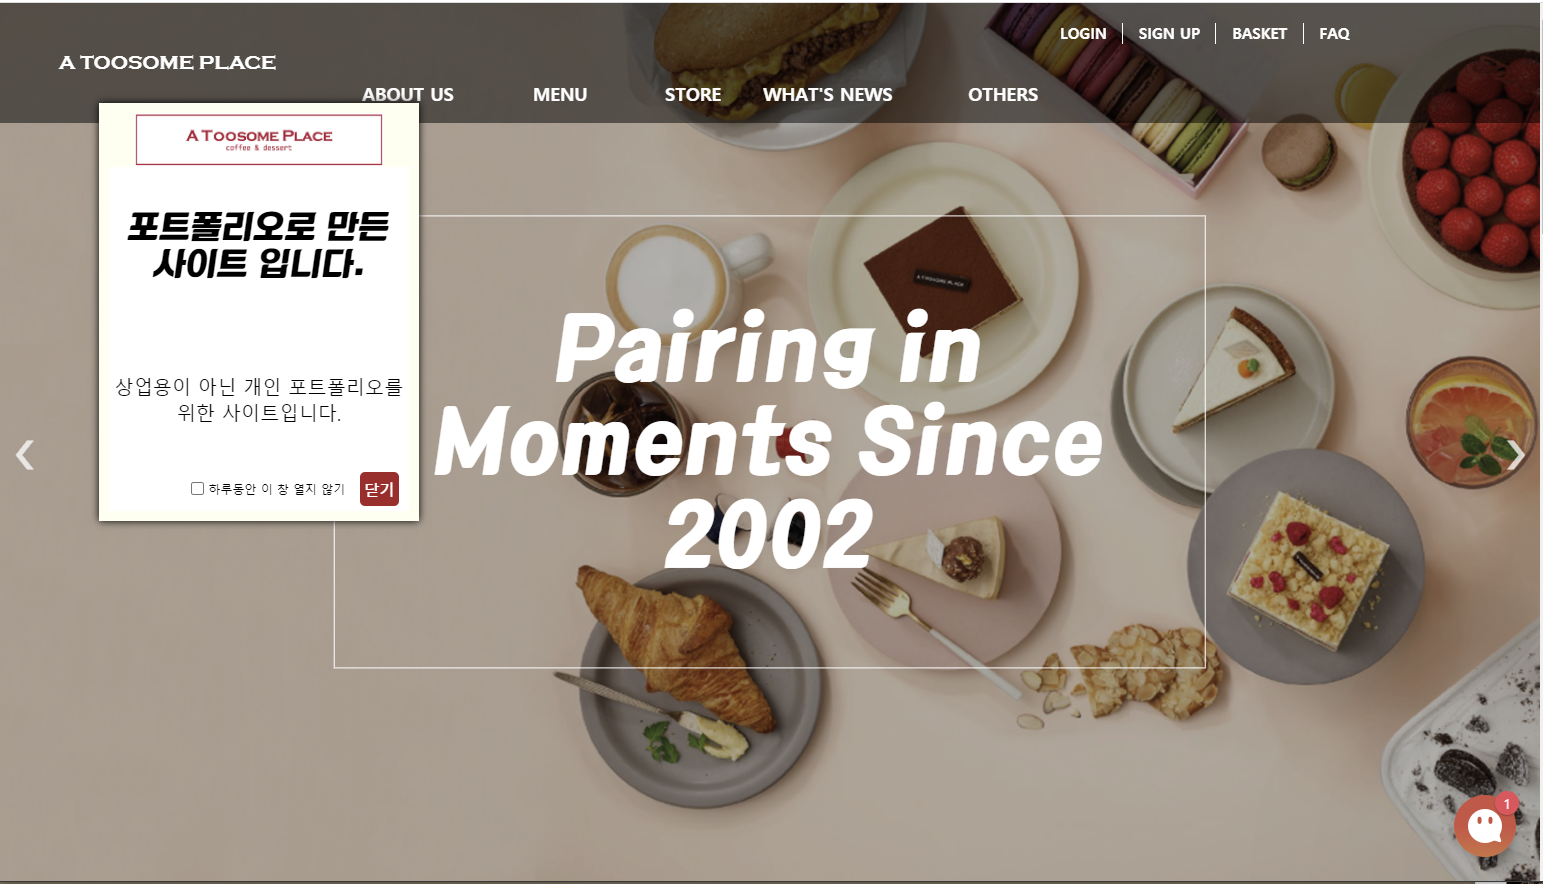 LOGIN
SIGN UP
BASKET
FAQ
A TOOSOME PLACE
ABOUT US
MENU
STORE
WHAT'S NEWS
OTHERS
A TOOSOME PLACE
coffee & dessert
포트폴리오로 만든
사이트 입니다.
상업용이 아닌 개인 포트폴리오를
위한 사이트입니다.
하루동안 이 창 열지 않기
닫기
Pairing in
Moments Since
2002
A TOOSOME PLACE
1